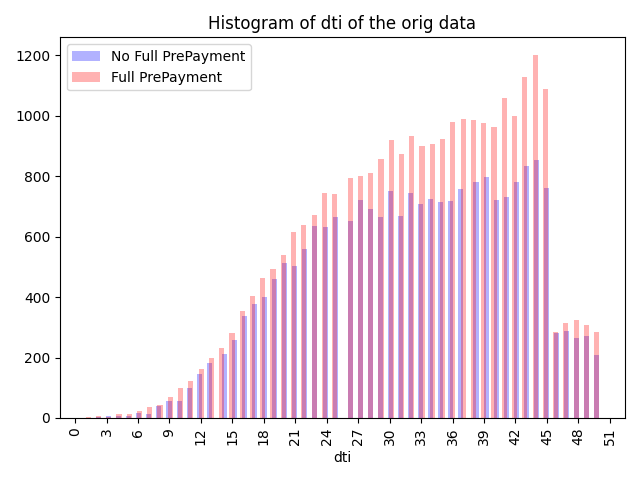 Histogram of dti of the orig data
No Full PrePayment
Full PrePayment
1200
1000
800
600
400
200
0
0 3 6 9 12 15 18 21 24 27 30 33 36 39 42 45 48 51
dti